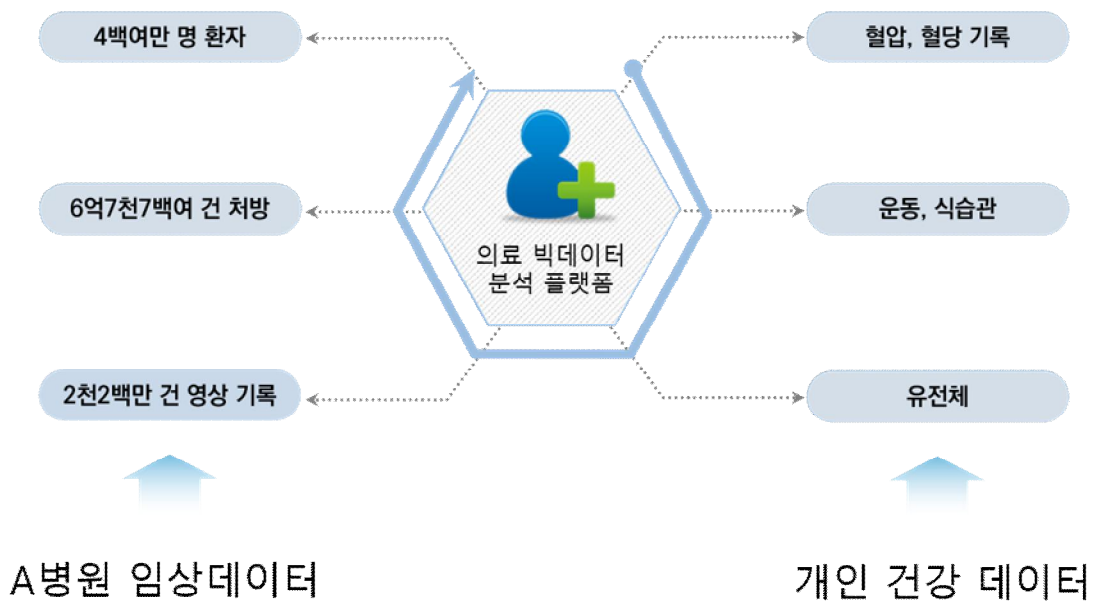 4백여만 명 환자
혈압, 혈당 기록
6억7천7백여 건 처방
운동, 식습관
의료 빅데이터
분석 플랫폼
2천2백만 건 영상 기록
유전체
A병원 임상데이터
개인 건강 데이터